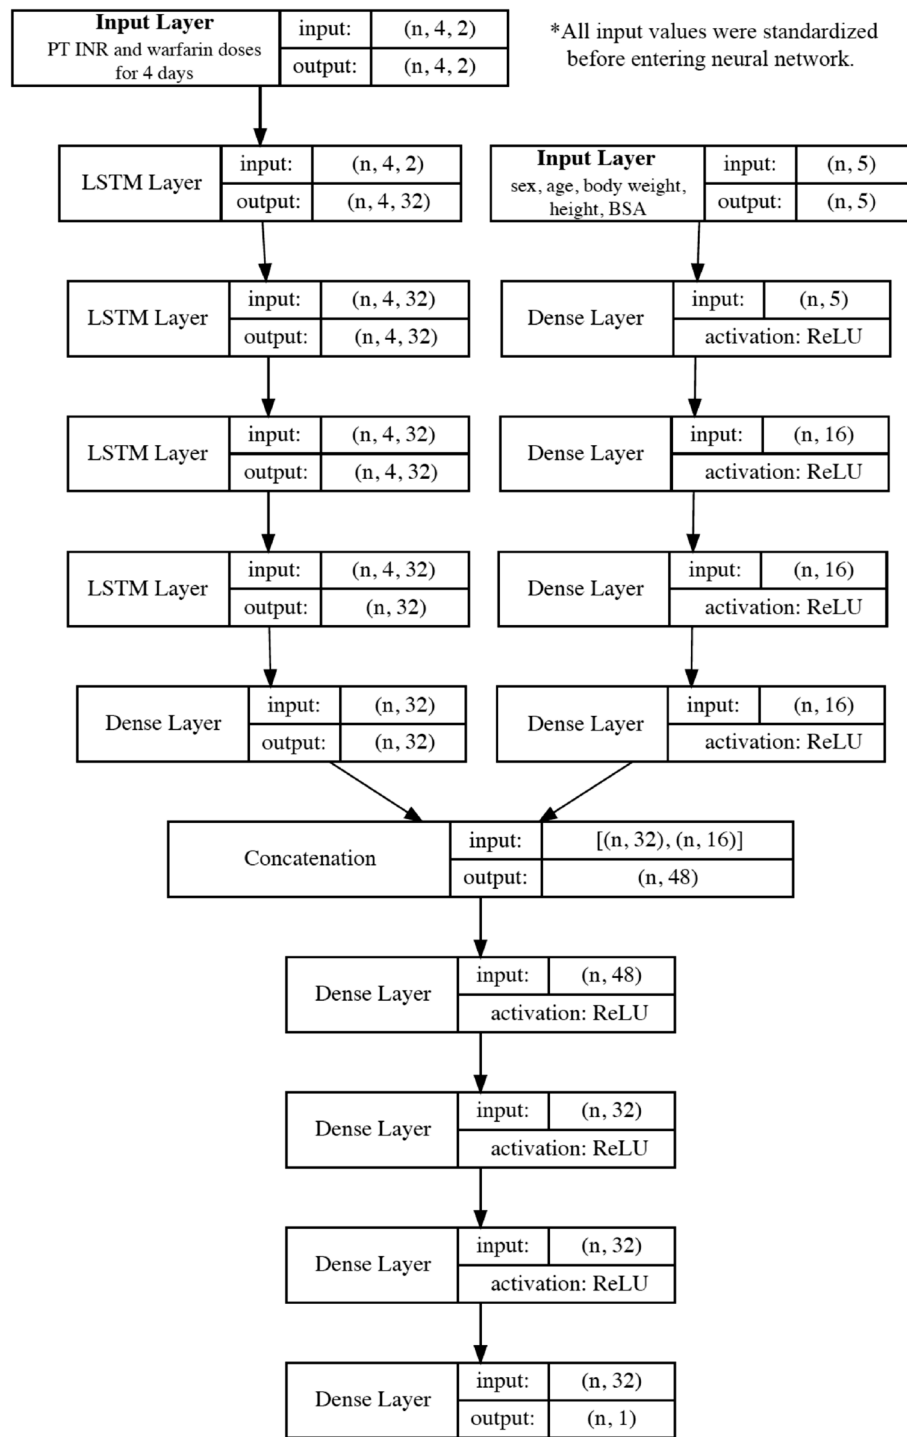 Input Layer
PT INR and warfarin doses
for 4 days
input: (n, 4, 2)
output: (n, 4, 2)
*All input values were standardized
before entering neural network.
LSTM Layer
input: (n, 4, 2)
output: (n, 4, 32)
Input Layer
sex, age, body weight,
height, BSA
input: (n, 5)
output: (n, 5)
LSTM Layer
input: (n, 4, 32)
output: (n, 4, 32)
Dense Layer
input: (n, 5)
activation: ReLU
LSTM Layer
input: (n, 4, 32)
output: (n, 4, 32)
Dense Layer
input: (n, 16)
activation: ReLU
LSTM Layer
input: (n, 4, 32)
output: (n, 32)
Dense Layer
input: (n, 16)
activation: ReLU
Dense Layer
input: (n, 32)
output: (n, 32)
Dense Layer
input: (n, 16)
activation: ReLU
Concatenation
input: [(n, 32), (n, 16)]
output: (n, 48)
Dense Layer
input: (n, 48)
activation: ReLU
Dense Layer
input: (n, 32)
activation: ReLU
Dense Layer
input: (n, 32)
activation: ReLU
Dense Layer
input: (n, 32)
output: (n, 1)